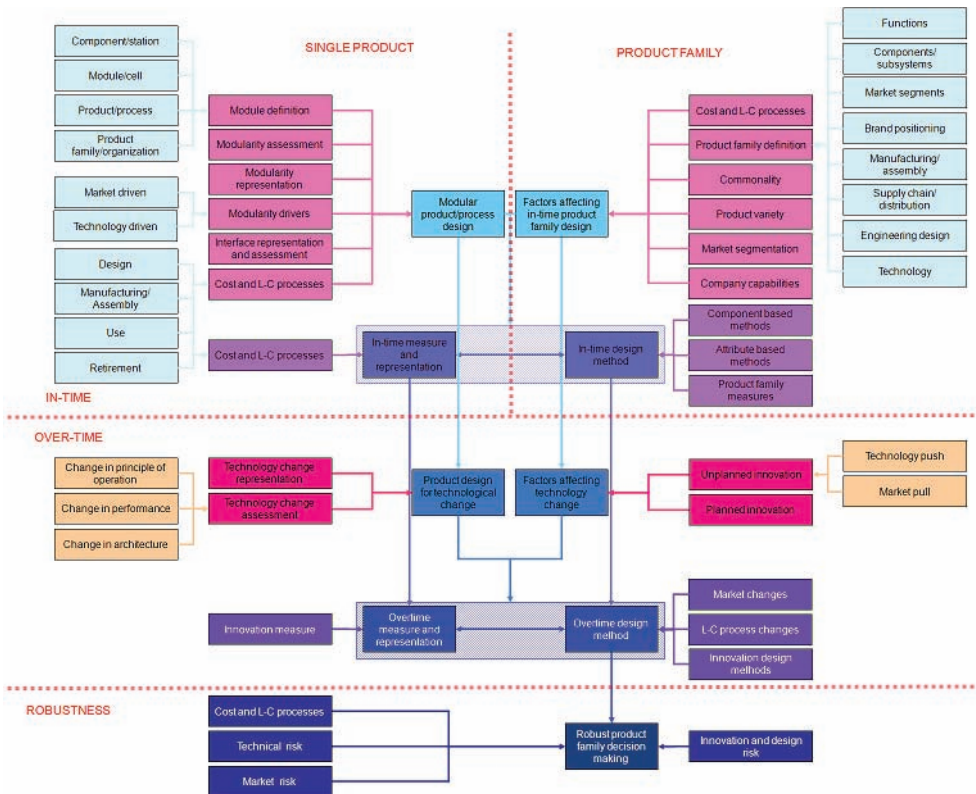 SINGLE PRODUCT
PRODUCT FAMILY
Component/station
Module/cell
Product/process
Product
family/organization
Market driven
Technology driven
Design
Manufacturing/
Assembly
Use
Retirement
IN-TIME
Module definition
Modularity assessment
Modularity
representation
Modularity drivers
Interface representation
and assessment
Cost and L-C processes
Cost and L-C processes
Modular
product/process
design
Factors affecting
in-time product
family design
In-time measure
and
representation
In-time design
method
Cost and L-C processes
Product family definition
Commonality
Product variety
Market segmentation
Company capabilities
Component based
methods
Attribute based
methods
Product family
measures
Functions
Components/
subsystems
Market segments
Brand positioning
Manufacturing/
assembly
Supply chain/
distribution
Engineering design
Technology
OVER-TIME
Change in principle of
operation
Change in performance
Change in architecture
Technology change
representation
Technology change
assessment
Product design
for technological
change
Factors affecting
technology
change
Unplanned innovation
Planned innovation
Technology push
Market pull
Innovation measure
Overtime
measure and
representation
Overtime design
method
Market changes
L-C process changes
Innovation design
methods
ROBUSTNESS
Cost and L-C processes
Technical risk
Market risk
Robust product
family decision
making
Innovation and design
risk